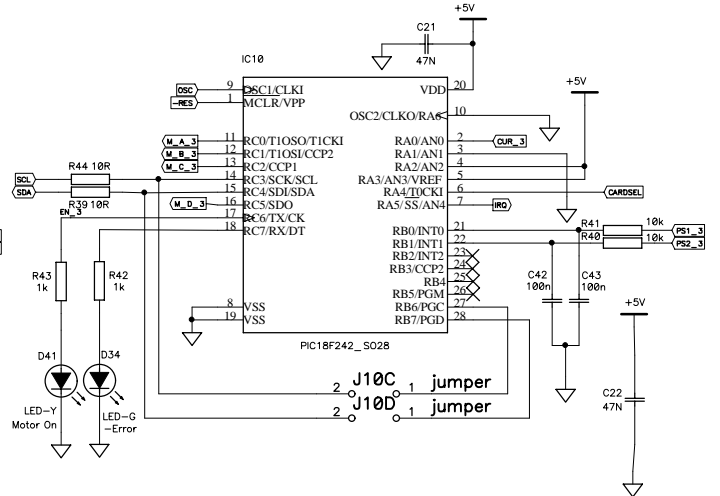 +5V
C21
47N
IC10
OSC 9 OSC1/CLKI
-RES 1 MCLR/VPP
VDD 20
+5V
OSC2/CLKO/RA6 10
M_A_3 11 RC0/T1OSO/T1CKI
M_B_3 12 RC1/T1OSI/CCP2
M_C_3 13 RC2/CCP1
14 RC3/SCK/SCL
15 RC4/SDI/SDA
M_D_3 16 RC5/SDO
17 RC6/TX/CK
18 RC7/RX/DT
RA0/AN0 2 CUR_3
RA1/AN1 3
RA2/AN2 4
RA3/AN3/VREF 5
RA4/T0CKI 6 CARDSEL
RA5/SS/AN4 7 IRQ
SCL R44 10R
SDA R39 10R
EN_3
RB0/INT0 21 R41 10k PS1_3
RB1/INT1 22 R40 10k PS2_3
RB2/INT2 23
RB3/CCP2 24
RB4 25
RB5/PGM 26
RB6/PGC 27
RB7/PGD 28
R43
1k
R42
1k
C42
100n
C43
100n
8 VSS
19 VSS
PIC18F242_SO28
+5V
D41
D34
LED-Y
Motor On
LED-G
-Error
2 J10C 1 jumper
2 J10D 1 jumper
C22
47N